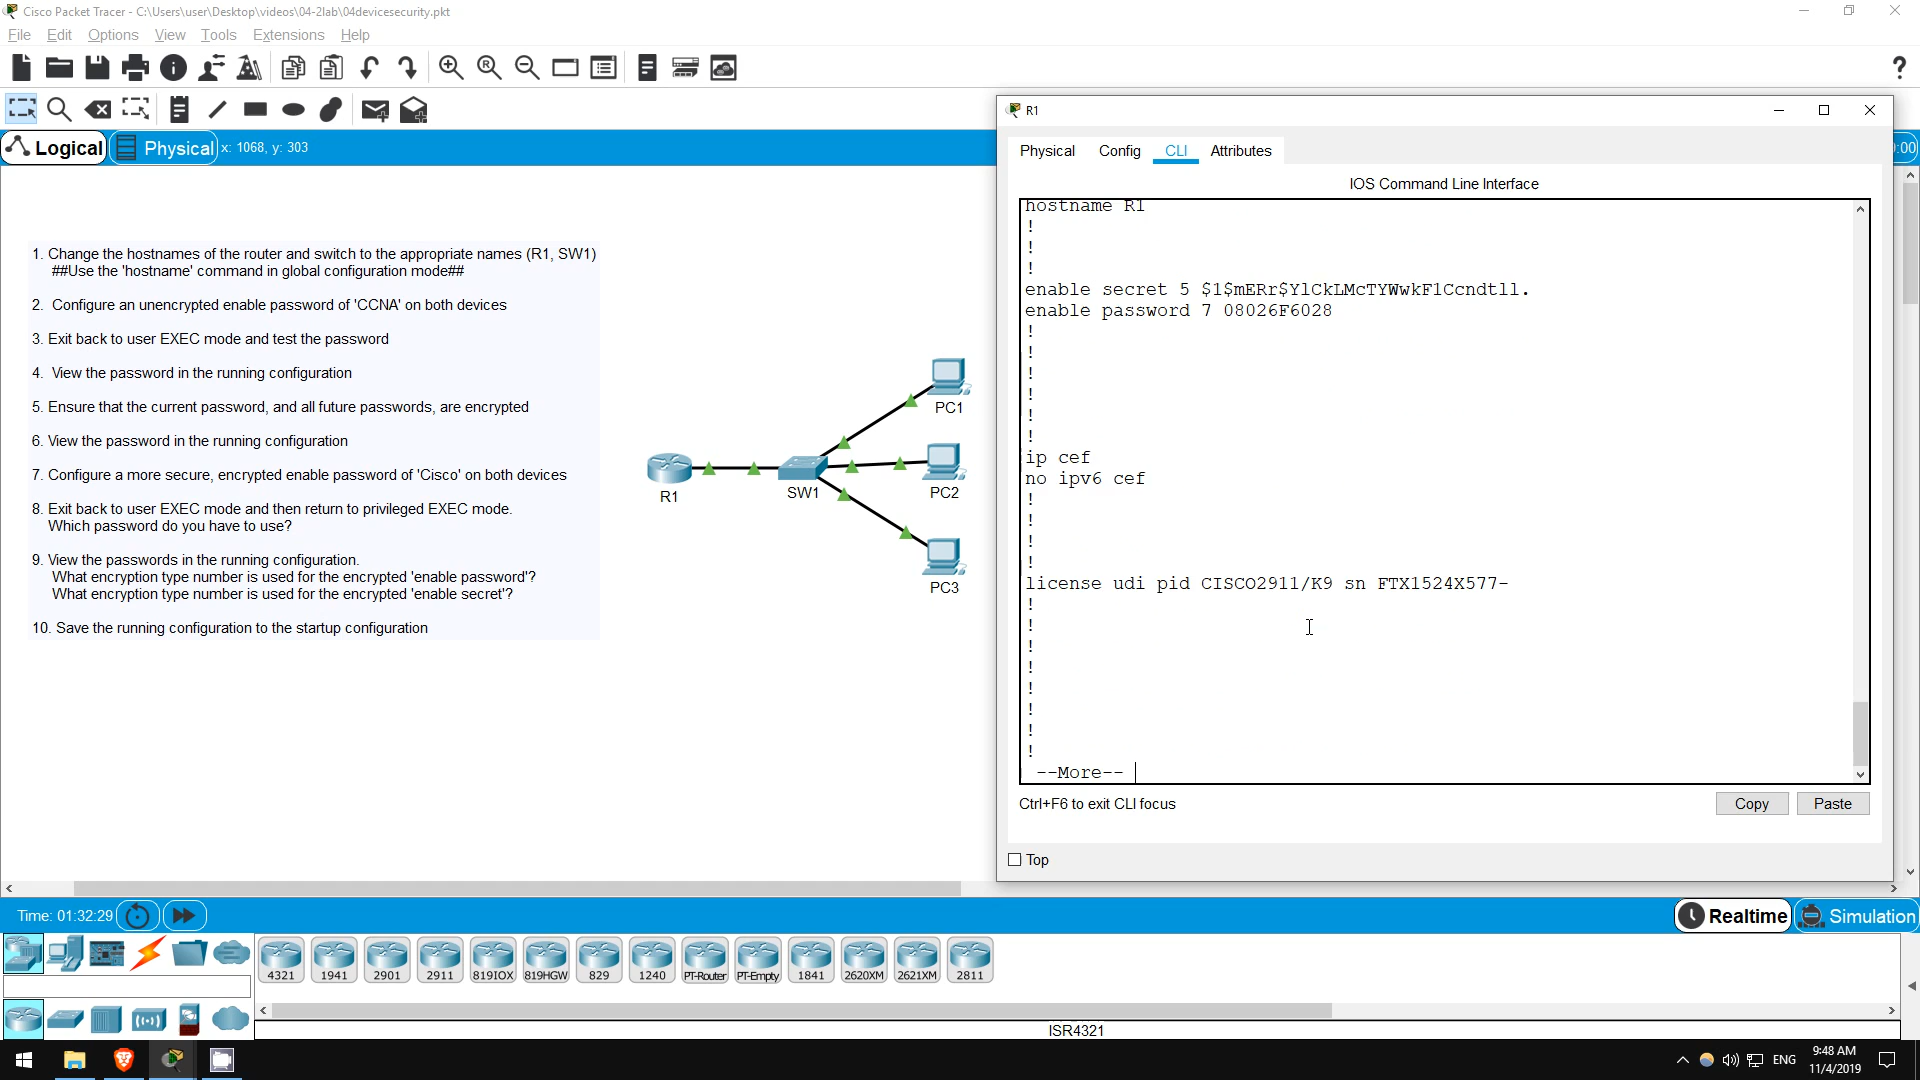 Cisco Packet Tracer - C:\Users\user\Desktop\videos\04-2lab\04devicesecurity.pkt
File Edit Options View Tools Extensions Help
Logical Physical x: 1068, y: 303
:00
1. Change the hostnames of the router and switch to the appropriate names (R1, SW1)
##Use the 'hostname' command in global configuration mode##
2. Configure an unencrypted enable password of 'CCNA' on both devices
3. Exit back to user EXEC mode and test the password
4. View the password in the running configuration
5. Ensure that the current password, and all future passwords, are encrypted
6. View the password in the running configuration
7. Configure a more secure, encrypted enable password of 'Cisco' on both devices
8. Exit back to user EXEC mode and then return to privileged EXEC mode.
Which password do you have to use?
9. View the passwords in the running configuration.
What encryption type number is used for the encrypted 'enable password'?
What encryption type number is used for the encrypted 'enable secret'?
10. Save the running configuration to the startup configuration
R1
SW1
PC1
PC2
PC3
R1
Physical Config CLI Attributes
IOS Command Line Interface
hostname R1
!
!
!
enable secret 5 $1$mERr$YlCkLMcTYWwkF1Ccndtll.
enable password 7 08026F6028
!
!
!
!
!
!
ip cef
no ipv6 cef
!
!
!
!
license udi pid CISCO2911/K9 sn FTX1524X577-
!
!
!
!
!
!
!
!
--More--
Ctrl+F6 to exit CLI focus
Copy Paste
Top
Time: 01:32:29
Realtime Simulation
4321 1941 2901 2911 819IOX 819HGW 829 1240 PT-Router PT-Empty 1841 2620XM 2621XM 2811
ISR4321
ENG
9:48 AM
11/4/2019